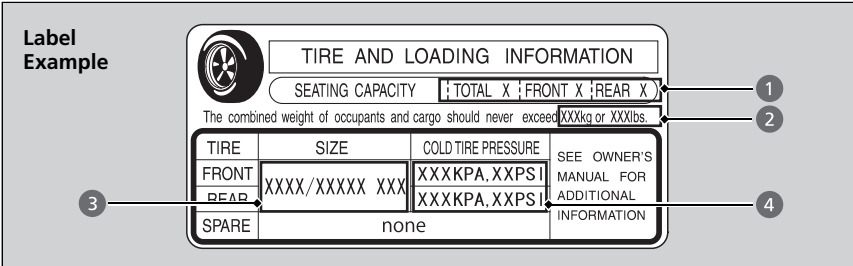 Label
Example
TIRE AND LOADING INFORMATION
SEATING CAPACITY TOTAL X FRONT X REAR X
1
The combined weight of occupants and cargo should never exceed XXXkg or XXXlbs.
2
TIRE SIZE COLD TIRE PRESSURE
SEE OWNER'S
MANUAL FOR
ADDITIONAL
INFORMATION
FRONT XXXX/XXXXX XXX XXXKPA,XXPSI
REAR XXXKPA,XXPSI
3
4
SPARE none